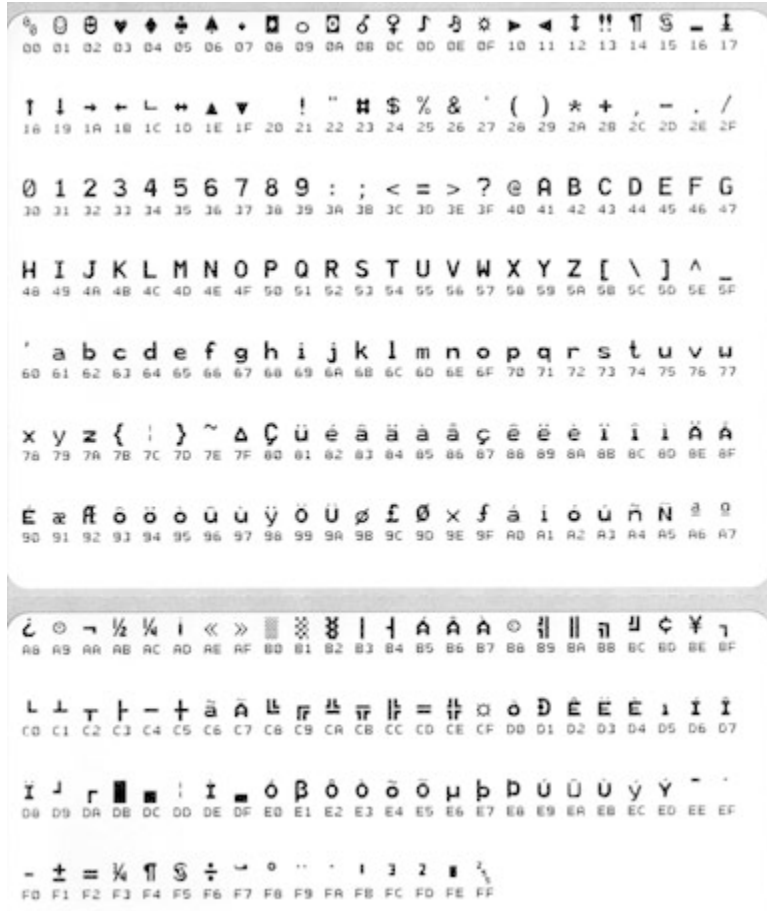 ☺ ☻ ♥ ♦ ♣ ♠ • ◘ ○ ◙ ♂ ♀ ♪ ♫ ☼ ► ◄ ↕ ‼ ¶ § ▬ ↨
00 01 02 03 04 05 06 07 08 09 0A 0B 0C 0D 0E 0F 10 11 12 13 14 15 16 17
↑ ↓ → ← ∟ ↔ ▲ ▼ ! " # $ % & ' ( ) * + , - . /
18 19 1A 1B 1C 1D 1E 1F 20 21 22 23 24 25 26 27 28 29 2A 2B 2C 2D 2E 2F
0 1 2 3 4 5 6 7 8 9 : ; < = > ? @ A B C D E F G
30 31 32 33 34 35 36 37 38 39 3A 3B 3C 3D 3E 3F 40 41 42 43 44 45 46 47
H I J K L M N O P Q R S T U V W X Y Z [ \ ] ^ _
48 49 4A 4B 4C 4D 4E 4F 50 51 52 53 54 55 56 57 58 59 5A 5B 5C 5D 5E 5F
` a b c d e f g h i j k l m n o p q r s t u v w
60 61 62 63 64 65 66 67 68 69 6A 6B 6C 6D 6E 6F 70 71 72 73 74 75 76 77
x y z { ¦ } ~ ∆ Ç ü é â ä à å ç ê ë è ï î ì Ä Å
78 79 7A 7B 7C 7D 7E 7F 80 81 82 83 84 85 86 87 88 89 8A 8B 8C 8D 8E 8F
É æ Æ ô ö ò û ù ÿ Ö Ü ø £ Ø × ƒ á í ó ú ñ Ñ ª º
90 91 92 93 94 95 96 97 98 99 9A 9B 9C 9D 9E 9F A0 A1 A2 A3 A4 A5 A6 A7
¿ ® ¬ ½ ¼ ¡ « » ░ ▒ ▓ │ ┤ Á Â À © ╣ ║ ╗ ╝ ¢ ¥ ┐
A8 A9 AA AB AC AD AE AF B0 B1 B2 B3 B4 B5 B6 B7 B8 B9 BA BB BC BD BE BF
└ ┴ ┬ ├ ─ ┼ ã Ã ╚ ╔ ╩ ╦ ╠ ═ ╬ ¤ ð Ð Ê Ë È ı Í Î
C0 C1 C2 C3 C4 C5 C6 C7 C8 C9 CA CB CC CD CE CF D0 D1 D2 D3 D4 D5 D6 D7
Ï ┘ ┌ █ ▄ ¦ Ì ▬ Ó β Ô Ò õ Õ µ þ Þ Ú Û Ù ý Ý ¯ ´
D8 D9 DA DB DC DD DE DF E0 E1 E2 E3 E4 E5 E6 E7 E8 E9 EA EB EC ED EE EF
- ± = ¾ ¶ § ÷ ¸ ° ¨ · ¹ ³ ² ■
F0 F1 F2 F3 F4 F5 F6 F7 F8 F9 FA FB FC FD FE FF